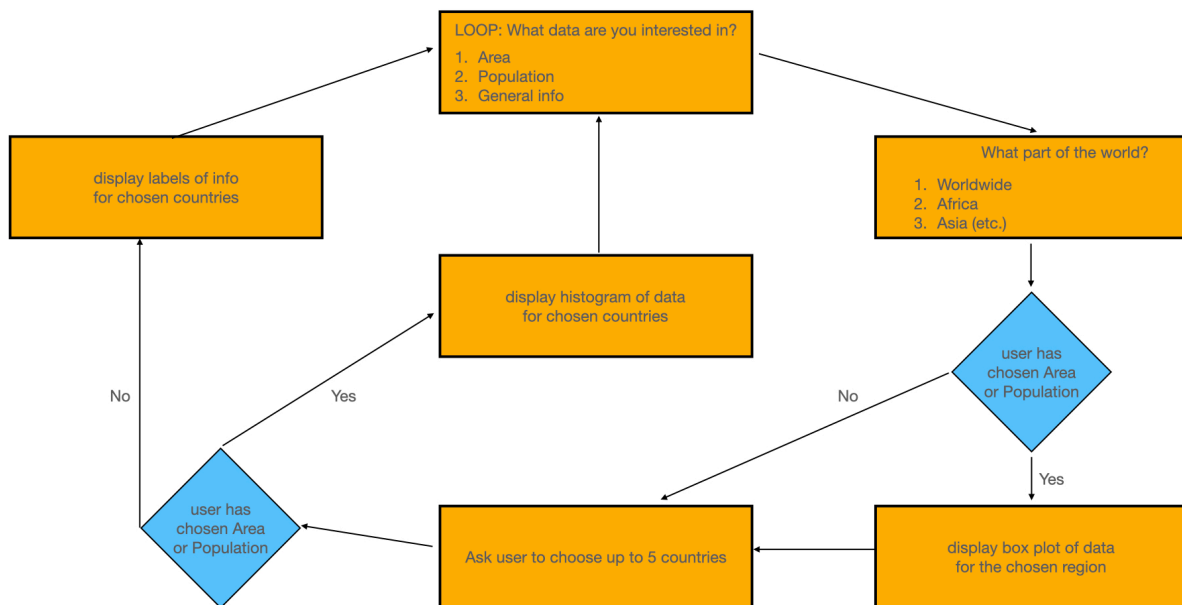 LOOP: What data are you interested in?
1. Area
2. Population
3. General info
What part of the world?
1. Worldwide
2. Africa
3. Asia (etc.)
display labels of info
for chosen countries
display histogram of data
for chosen countries
user has
chosen Area
or Population
No
Yes
No
Yes
user has
chosen Area
or Population
Ask user to choose up to 5 countries
display box plot of data
for the chosen region